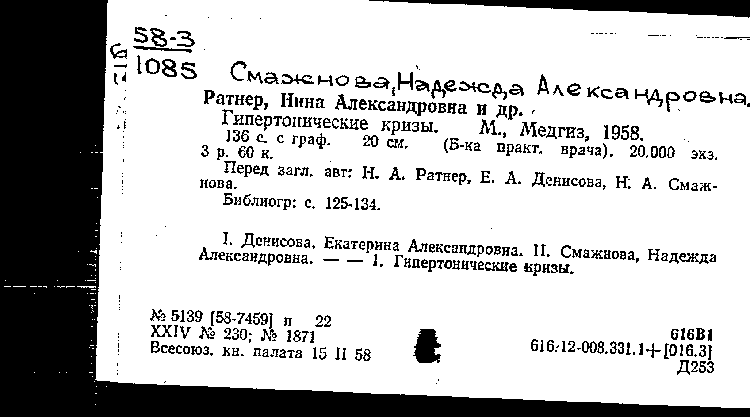 58-3
1085
Смажнова, Надежда Александровна.
Ратнер, Нина Александровна и др.
Гипертонические кризы. М., Медгиз, 1958.
136 с. с граф. 20 см. (Б-ка практ. врача). 20.000 экз.
3 р. 60 к.
Перед загл. авт: Н. А. Ратнер, Е. А. Денисова, Н. А. Смаж-
нова.
Библиогр: с. 125-134.
I. Денисова, Екатерина Александровна. II. Смажнова, Надежда
Александровна. — — 1. Гипертонические кризы.
№ 5139 [58-7459] п 22
XXIV № 230; № 1871
Всесоюз. кн. палата 15 II 58
616В1
616.12-008.331.1+[016.3]
Д253